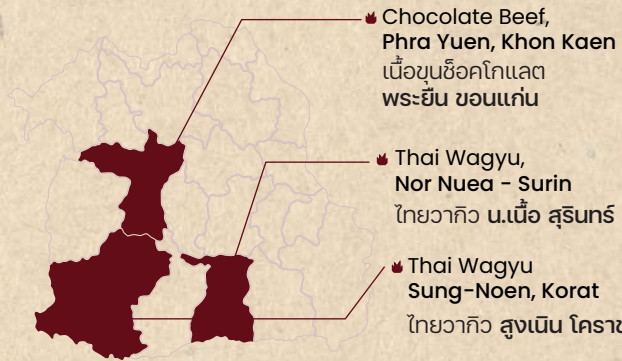 Chocolate Beef,
Phra Yuen, Khon Kaen
เนื้อขุนช็อคโกแลต
พระยืน ขอนแก่น
Thai Wagyu,
Nor Nuea - Surin
ไทยวากิว น.เนื้อ สุรินทร์
Thai Wagyu
Sung-Noen, Korat
ไทยวากิว สูงเนิน